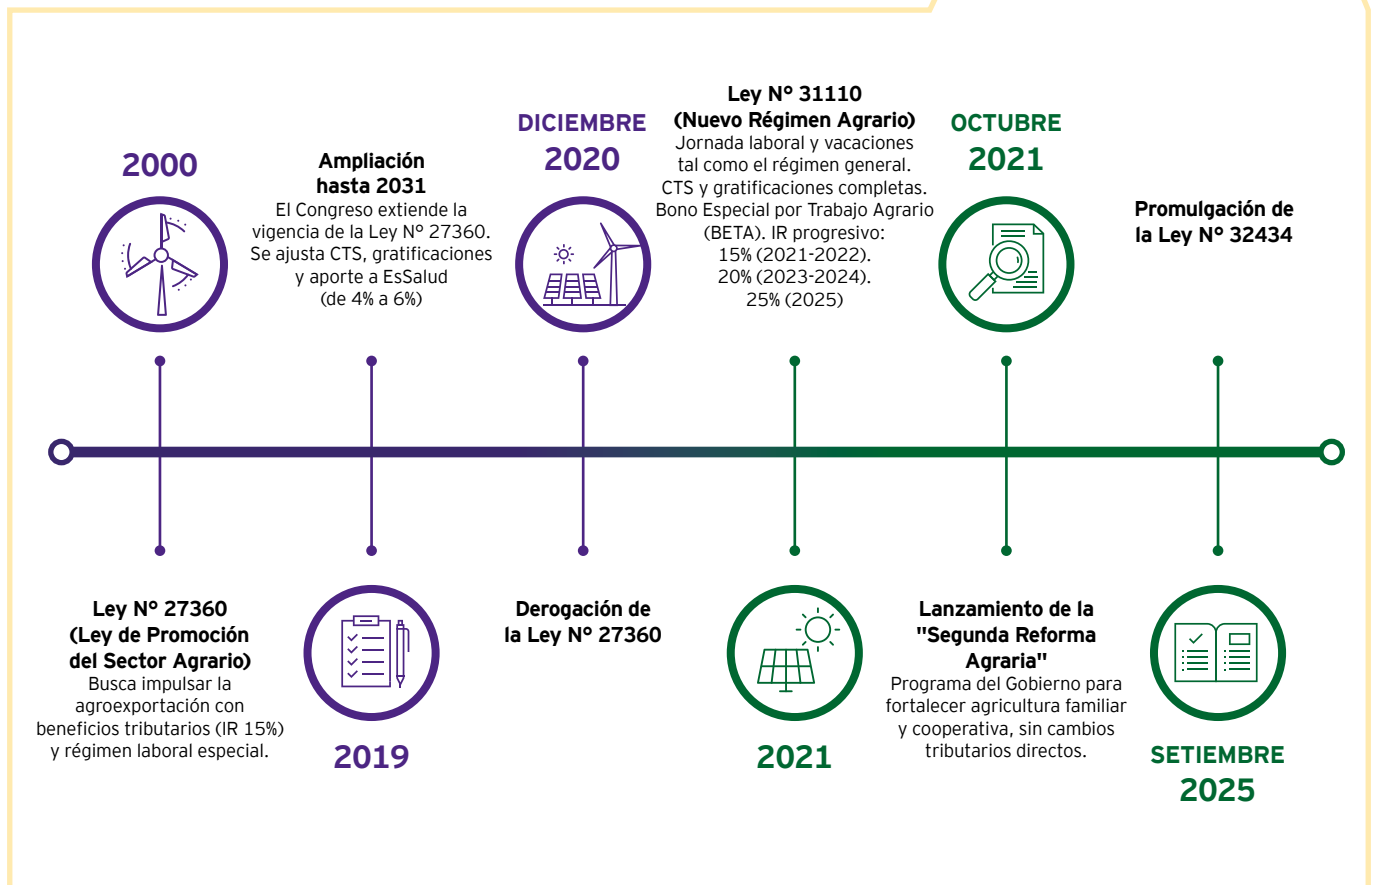 2000
Ley N° 27360
(Ley de Promoción
del Sector Agrario)
Busca impulsar la
agroexportación con
beneficios tributarios (IR 15%)
y régimen laboral especial.
Ampliación
hasta 2031
El Congreso extiende la
vigencia de la Ley N° 27360.
Se ajusta CTS, gratificaciones
y aporte a EsSalud
(de 4% a 6%)
2019
DICIEMBRE
2020
Derogación de
la Ley N° 27360
Ley N° 31110
(Nuevo Régimen Agrario)
Jornada laboral y vacaciones
tal como el régimen general.
CTS y gratificaciones completas.
Bono Especial por Trabajo Agrario
(BETA). IR progresivo:
15% (2021-2022).
20% (2023-2024).
25% (2025)
2021
OCTUBRE
2021
Lanzamiento de la
"Segunda Reforma
Agraria"
Programa del Gobierno para
fortalecer agricultura familiar
y cooperativa, sin cambios
tributarios directos.
Promulgación de
la Ley N° 32434
SETIEMBRE
2025